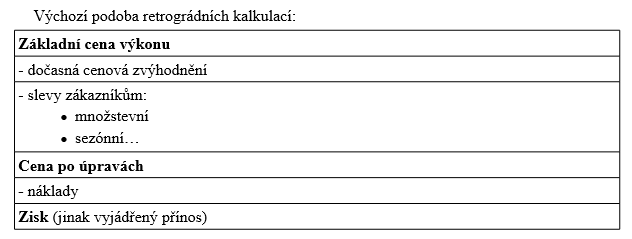 Výchozí podoba retrográdních kalkulací:
Základní cena výkonu
- dočasná cenová zvýhodnění
- slevy zákazníkům:
• množstevní
• sezónní…
Cena po úpravách
- náklady
Zisk (jinak vyjádřený přínos)